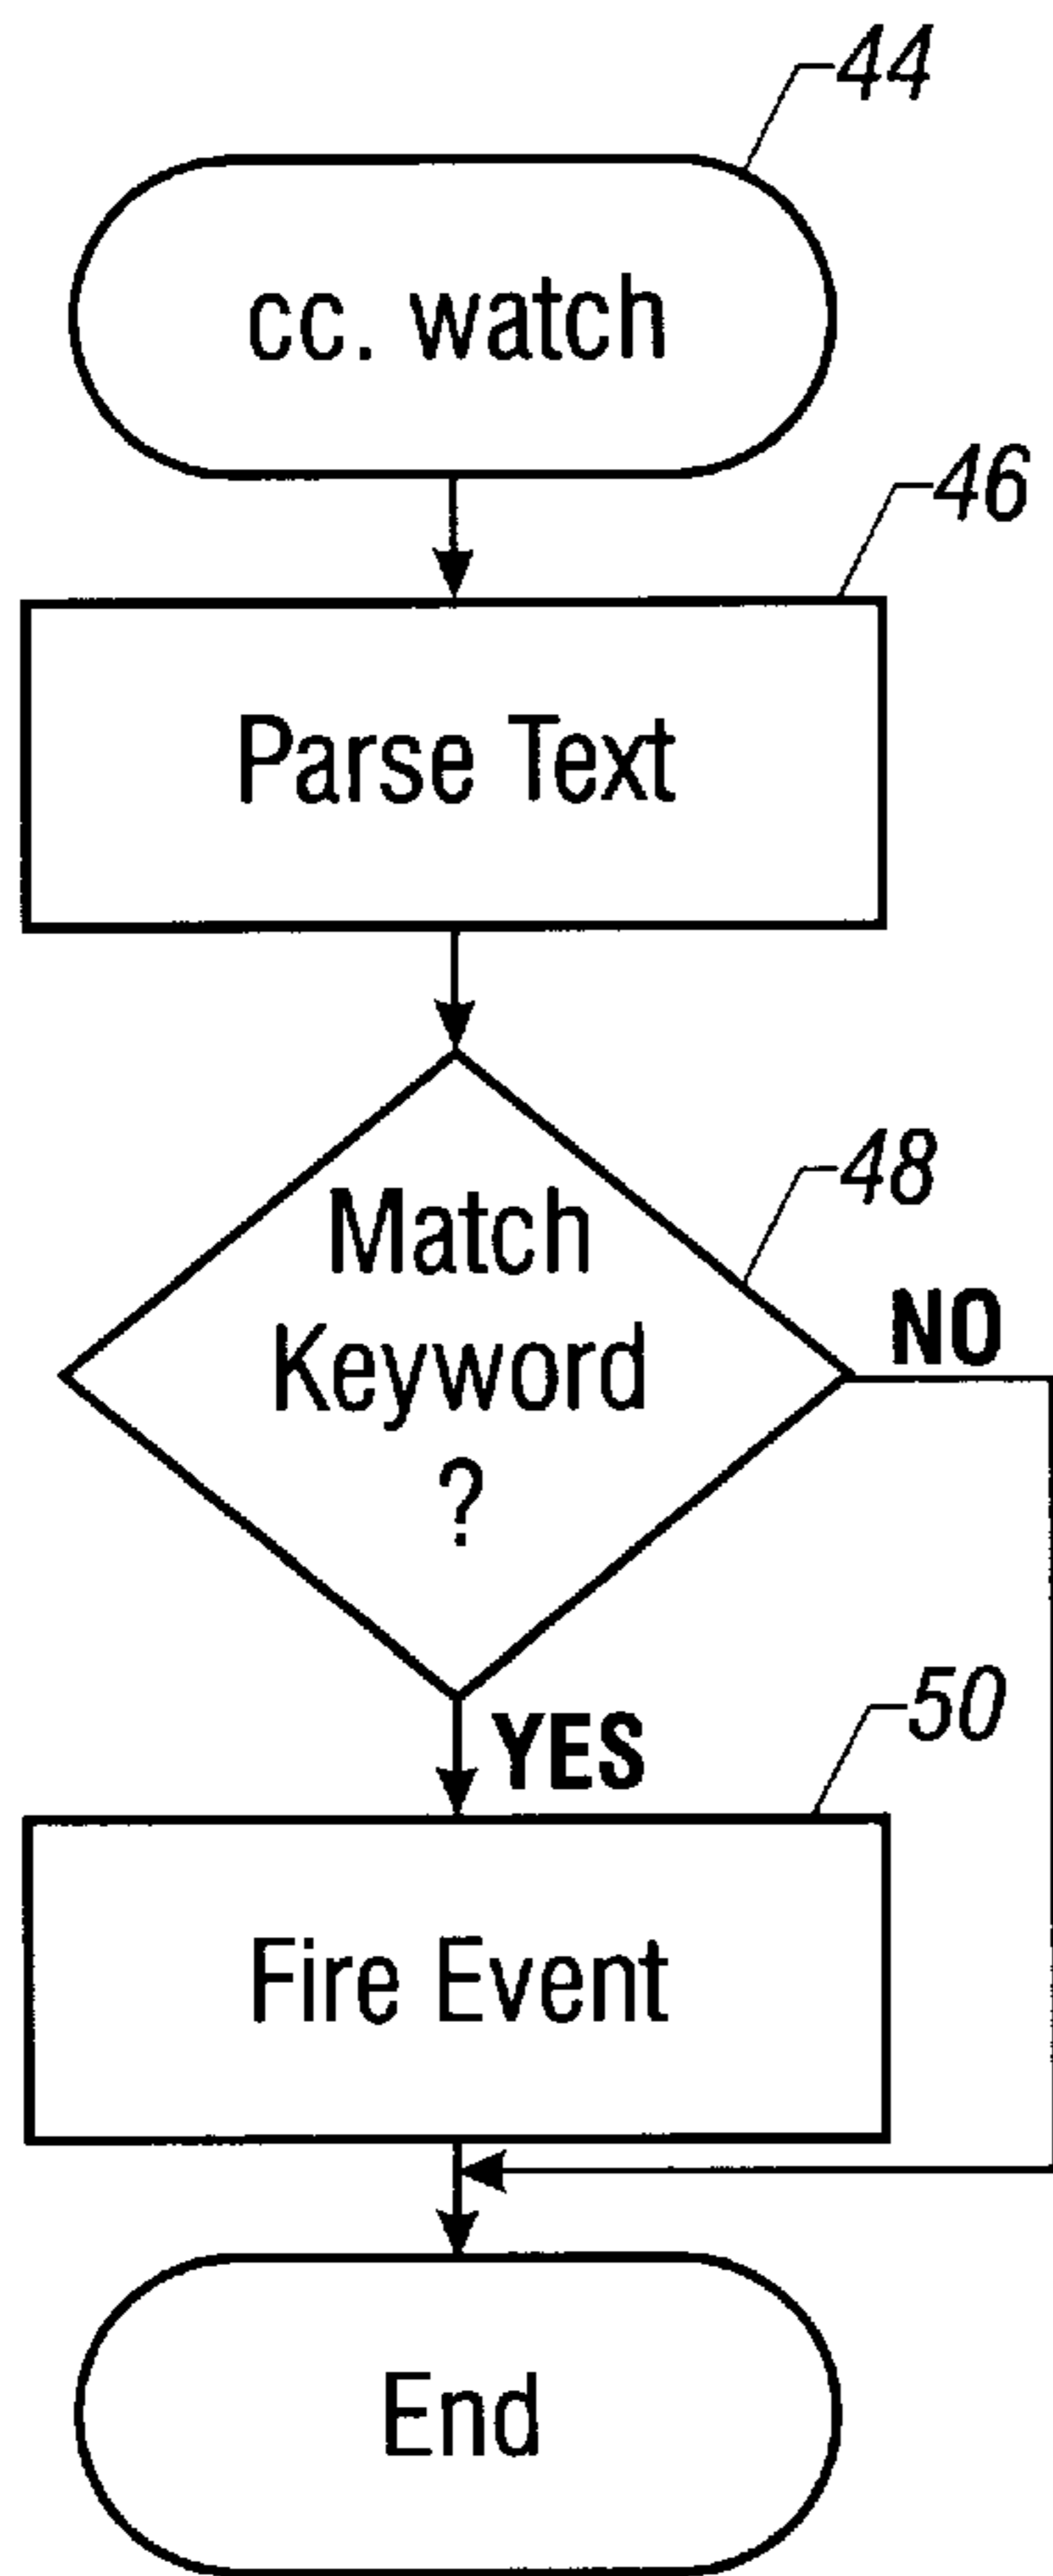 44
cc. watch
46
Parse Text
48
Match
Keyword
?
NO
YES
50
Fire Event
End